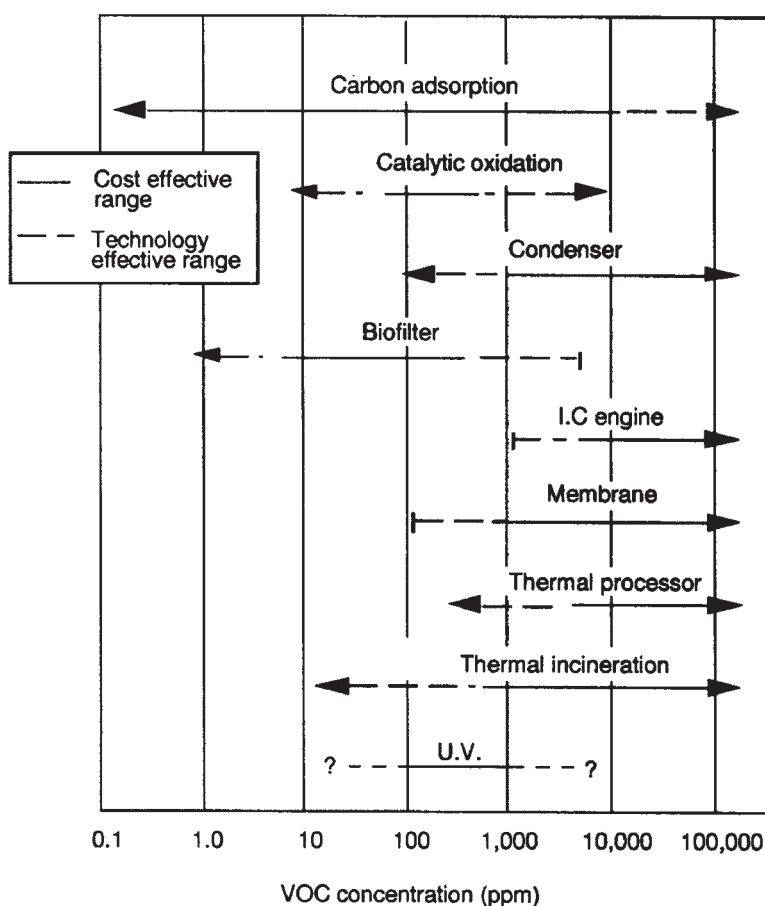 Carbon adsorption
Catalytic oxidation
Cost effective
range
Technology
effective range
Condenser
Biofilter
I.C engine
Membrane
Thermal processor
Thermal incineration
U.V.
? ?
0.1 1.0 10 100 1,000 10,000 100,000
VOC concentration (ppm)